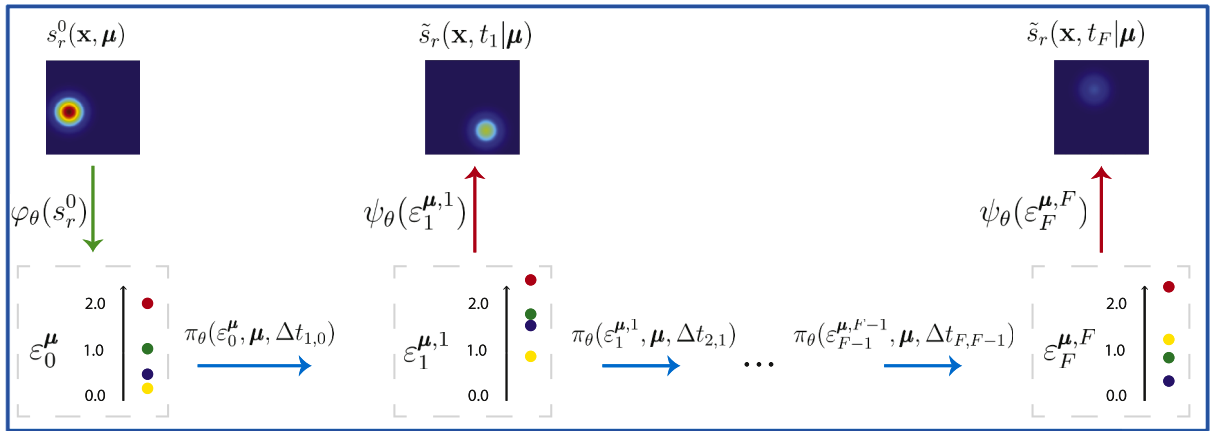 s_r^0(𝐱, 𝝁)
s̃_r(𝐱, t_1|𝝁)
s̃_r(𝐱, t_F|𝝁)
φ_θ(s_r^0)
ψ_θ(ε_1^{𝝁,1})
ψ_θ(ε_F^{𝝁,F})
ε_0^𝝁
2.0
1.0
0.0
π_θ(ε_0^𝝁, 𝝁, Δt_{1,0})
ε_1^{𝝁,1}
2.0
1.0
0.0
π_θ(ε_1^{𝝁,1}, 𝝁, Δt_{2,1})
...
π_θ(ε_{F-1}^{𝝁,F-1}, 𝝁, Δt_{F,F-1})
ε_F^{𝝁,F}
2.0
1.0
0.0